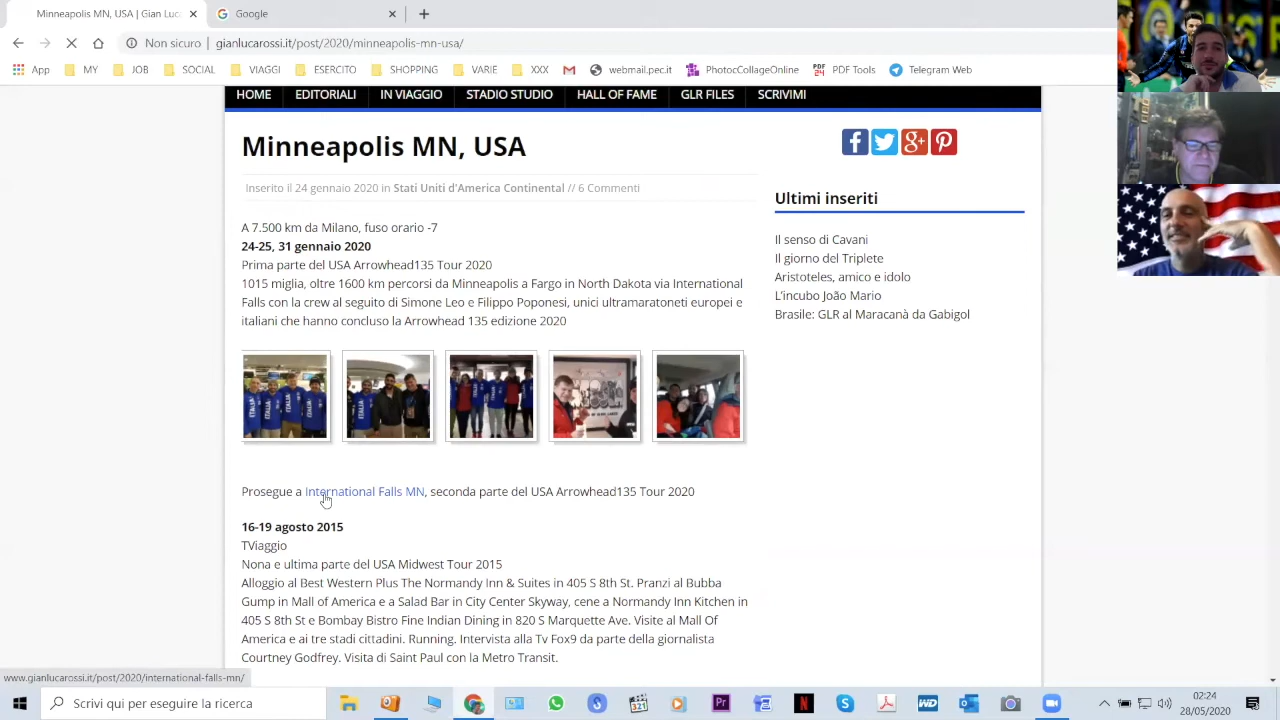 Minneapolis MN, USA | Gian Luc
Google
Non sicuro
gianlucarossi.it/post/2020/minneapolis-mn-usa/
App MY JOB SOCIAL VIAGGI ESERCITO SHOPPING VARIE XXX webmail.pec.it PhotocCollageOnline PDF Tools Telegram Web
HOME EDITORIALI IN VIAGGIO STADIO STUDIO HALL OF FAME GLR FILES SCRIVIMI
Minneapolis MN, USA
Inserito il 24 gennaio 2020 in Stati Uniti d'America Continental // 6 Commenti
A 7.500 km da Milano, fuso orario -7
24-25, 31 gennaio 2020
Prima parte del USA Arrowhead135 Tour 2020
1015 miglia, oltre 1600 km percorsi da Minneapolis a Fargo in North Dakota via International
Falls con la crew al seguito di Simone Leo e Filippo Poponesi, unici ultramaratoneti europei e
italiani che hanno concluso la Arrowhead 135 edizione 2020
Prosegue a International Falls MN, seconda parte del USA Arrowhead135 Tour 2020
16-19 agosto 2015
TViaggio
Nona e ultima parte del USA Midwest Tour 2015
Alloggio al Best Western Plus The Normandy Inn & Suites in 405 S 8th St. Pranzi al Bubba
Gump in Mall of America e a Salad Bar in City Center Skyway, cene a Normandy Inn Kitchen in
405 S 8th St e Bombay Bistro Fine Indian Dining in 820 S Marquette Ave. Visite al Mall Of
America e ai tre stadi cittadini. Running. Intervista alla Tv Fox9 da parte della giornalista
Courtney Godfrey. Visita di Saint Paul con la Metro Transit.
Ultimi inseriti
Il senso di Cavani
Il giorno del Triplete
Aristoteles, amico e idolo
L'incubo João Mario
Brasile: GLR al Maracanà da Gabigol
www.gianlucarossi.it/post/2020/international-falls-mn/
Scrivi qui per eseguire la ricerca
02:24
28/05/2020